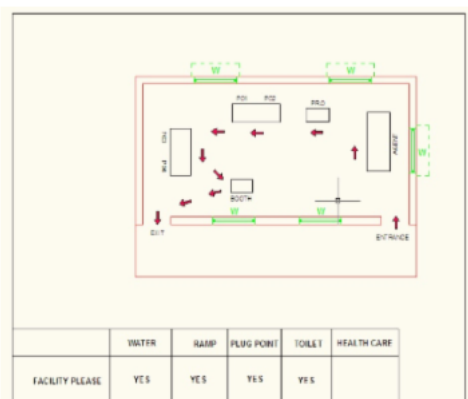 W W
PO1 PO2 PRO
W
AGENT
BOOTH
W W
EXIT ENTRANCE
WATER RAMP PLUG POINT TOILET HEALTH CARE
FACILITY PLEASE YES YES YES YES